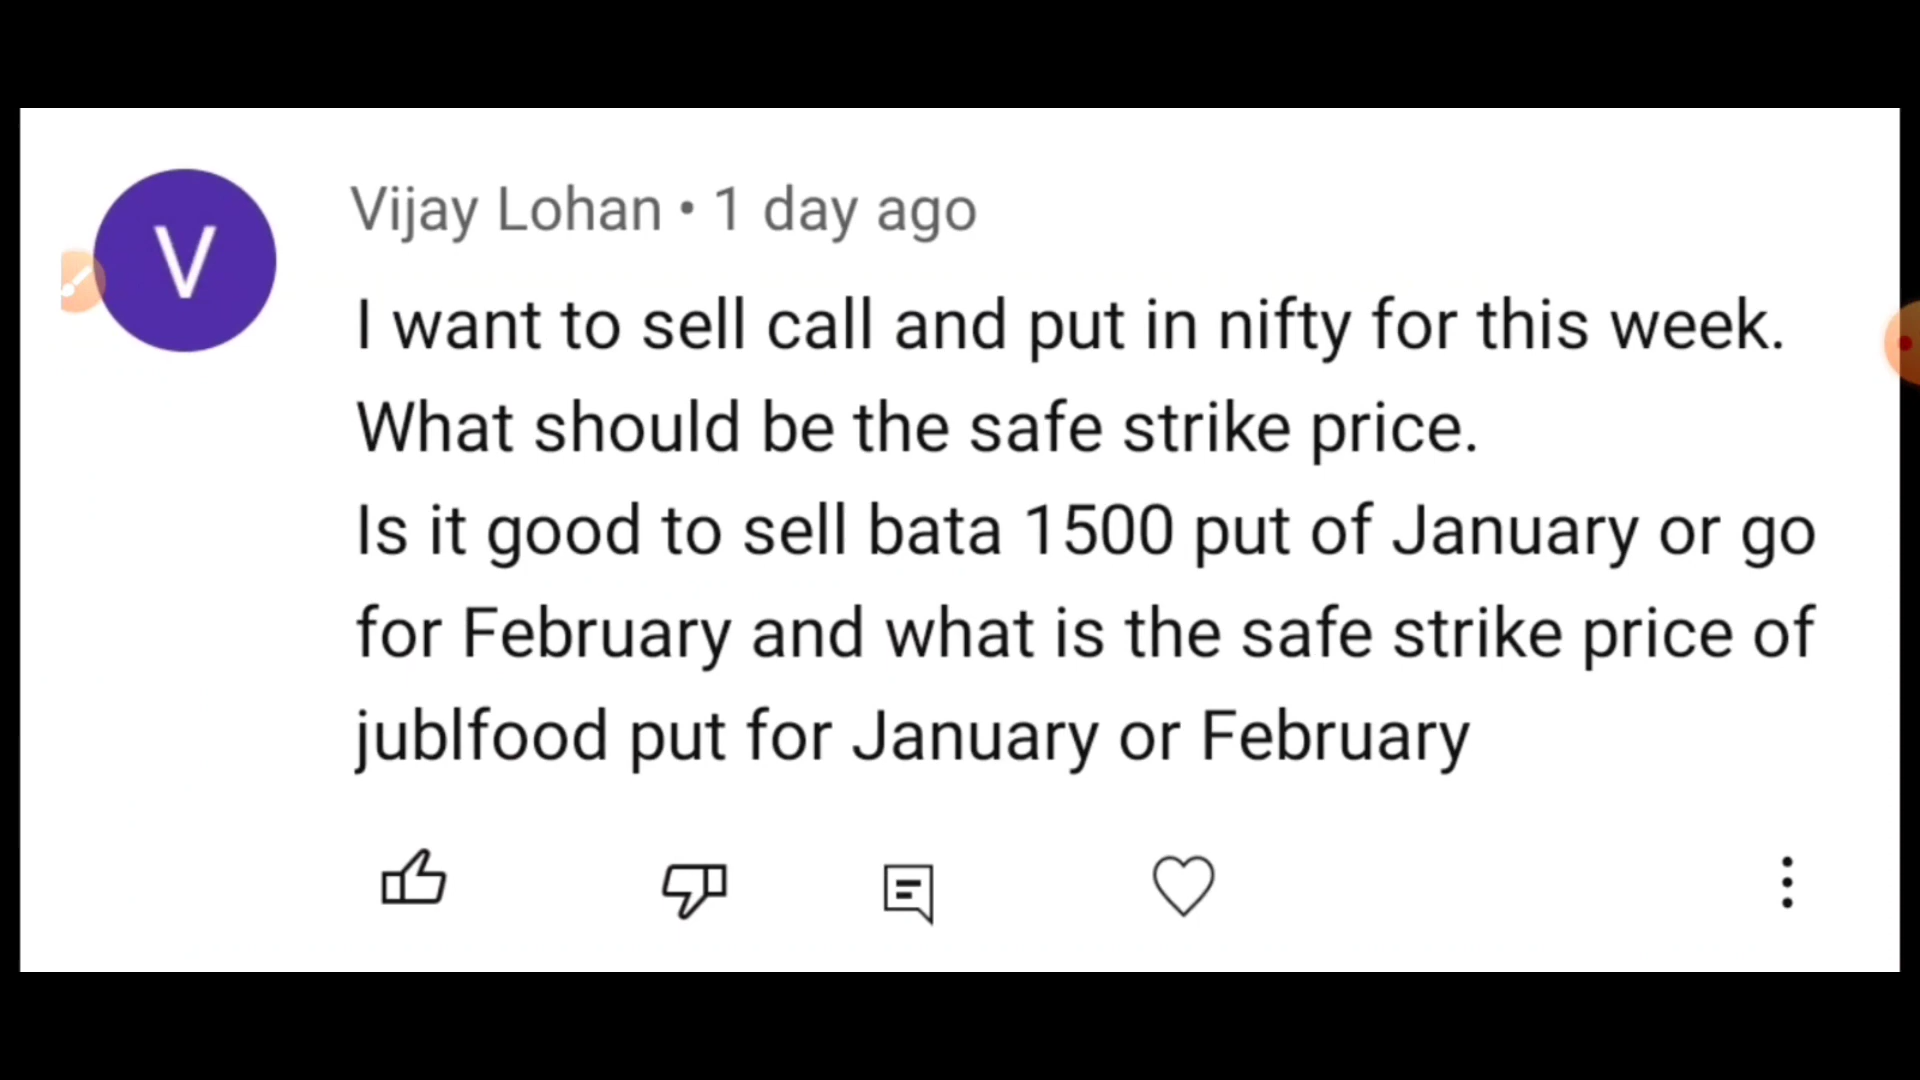 V
Vijay Lohan • 1 day ago
I want to sell call and put in nifty for this week.
What should be the safe strike price.
Is it good to sell bata 1500 put of January or go
for February and what is the safe strike price of
jublfood put for January or February